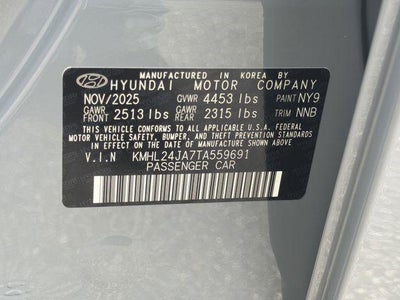 MANUFACTURED IN KOREA BY
HYUNDAI MOTOR COMPANY
NOV/2025 GVWR 4453 lbs PAINT NY9
GAWR FRONT 2513 lbs GAWR REAR 2315 lbs TRIM NNB
THIS VEHICLE CONFORMS TO ALL APPLICABLE U.S.A. FEDERAL
MOTOR VEHICLE SAFETY, BUMPER, AND THEFT PREVENTION STANDARDS
IN EFFECT ON THE DATE OF MANUFACTURE SHOWN ABOVE.
V.I.N KMHL24JA7TA559691
PASSENGER CAR